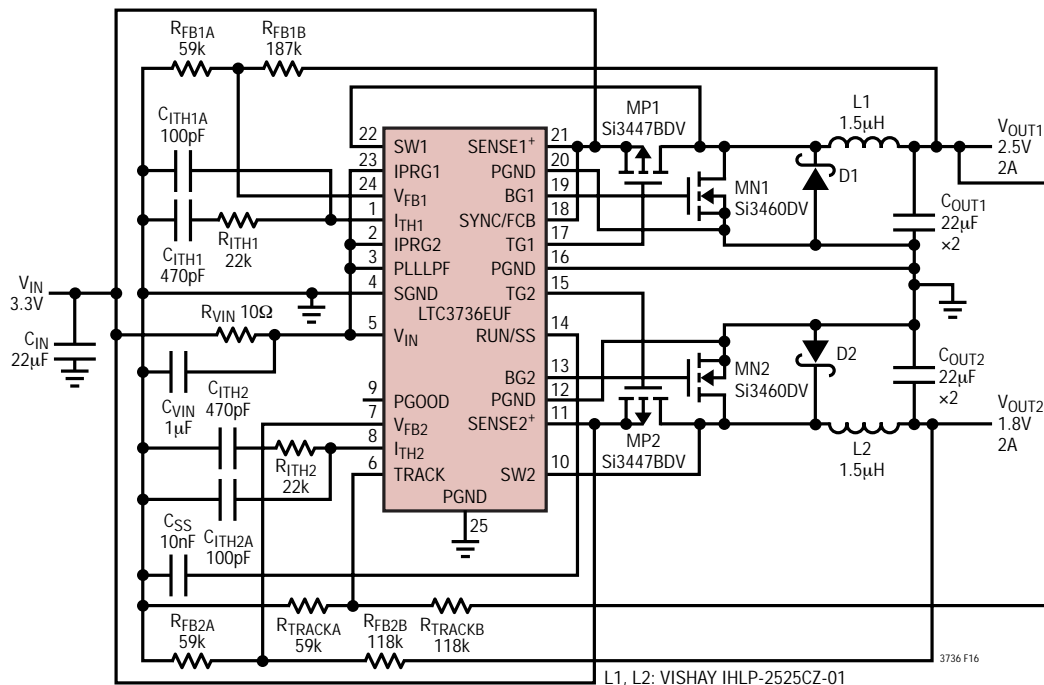 RFB1A
59k
RFB1B
187k
CITH1A
100pF
CITH1
470pF
RITH1
22k
VIN
3.3V
CIN
22μF
RVIN 10Ω
CVIN
1μF
CITH2
470pF
RITH2
22k
CITH2A
100pF
CSS
10nF
RFB2A
59k
RTRACKA
59k
RFB2B
118k
RTRACKB
118k
22
SW1
23
IPRG1
24
VFB1
1
ITH1
2
IPRG2
3
PLLLPF
4
SGND
LTC3736EUF
5
VIN
9
PGOOD
7
VFB2
8
ITH2
6
TRACK
PGND
25
SENSE1+
21
PGND
20
BG1
19
SYNC/FCB
18
TG1
17
PGND
16
TG2
15
RUN/SS
14
BG2
13
PGND
12
SENSE2+
11
SW2
10
MP1
Si3447BDV
MN1
Si3460DV
D1
L1
1.5μH
COUT1
22μF
×2
VOUT1
2.5V
2A
MN2
Si3460DV
MP2
Si3447BDV
D2
L2
1.5μH
COUT2
22μF
×2
VOUT2
1.8V
2A
3736 F16
L1, L2: VISHAY IHLP-2525CZ-01